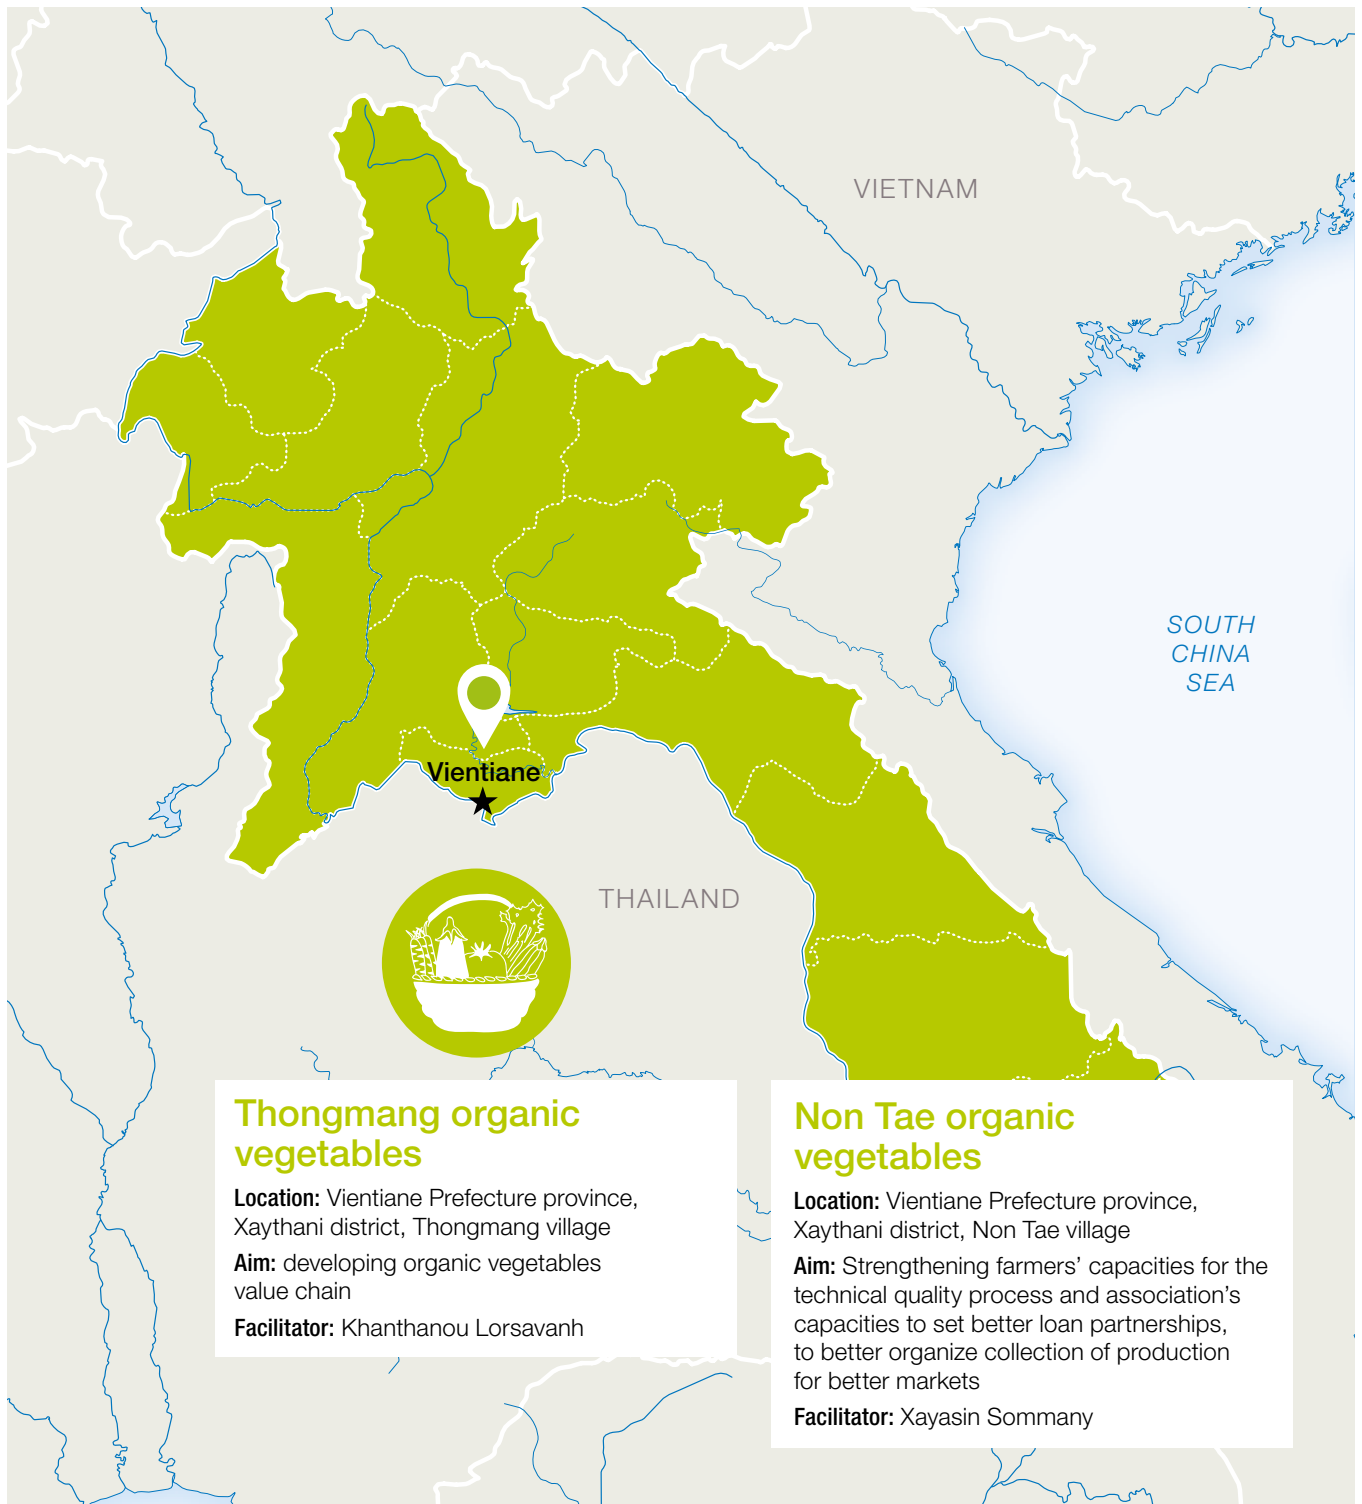 VIETNAM
SOUTH
CHINA
SEA
Vientiane
THAILAND
Thongmang organic
vegetables
Location: Vientiane Prefecture province,
Xaythani district, Thongmang village
Aim: developing organic vegetables
value chain
Facilitator: Khanthanou Lorsavanh
Non Tae organic
vegetables
Location: Vientiane Prefecture province,
Xaythani district, Non Tae village
Aim: Strengthening farmers’ capacities for the
technical quality process and association’s
capacities to set better loan partnerships,
to better organize collection of production
for better markets
Facilitator: Xayasin Sommany